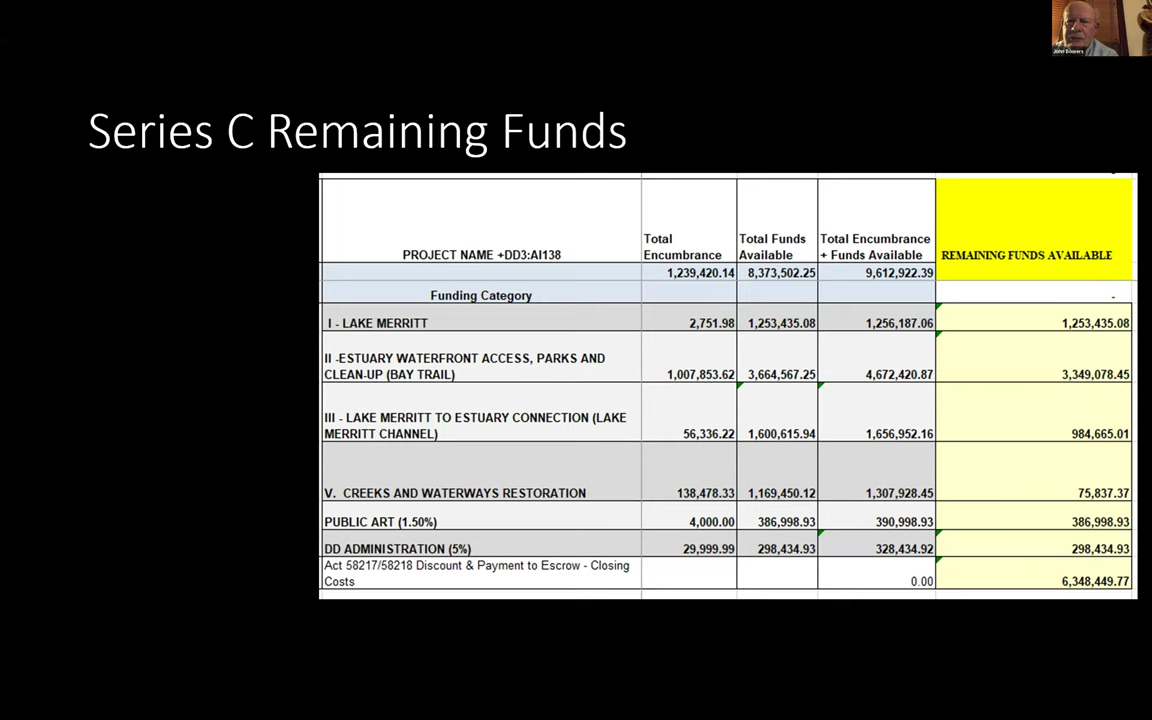 John Bowers
Series C Remaining Funds
PROJECT NAME +DD3:AI138 Total Encumbrance Total Funds Available Total Encumbrance + Funds Available REMAINING FUNDS AVAILABLE
1,239,420.14 8,373,502.25 9,612,922.39
Funding Category -
I - LAKE MERRITT 2,751.98 1,253,435.08 1,256,187.06 1,253,435.08
II -ESTUARY WATERFRONT ACCESS, PARKS AND
CLEAN-UP (BAY TRAIL) 1,007,853.62 3,664,567.25 4,672,420.87 3,349,078.45
III - LAKE MERRITT TO ESTUARY CONNECTION (LAKE
MERRITT CHANNEL) 56,336.22 1,600,615.94 1,656,952.16 984,665.01
V. CREEKS AND WATERWAYS RESTORATION 138,478.33 1,169,450.12 1,307,928.45 75,837.37
PUBLIC ART (1.50%) 4,000.00 386,998.93 390,998.93 386,998.93
DD ADMINISTRATION (5%) 29,999.99 298,434.93 328,434.92 298,434.93
Act 58217/58218 Discount & Payment to Escrow - Closing
Costs 0.00 6,348,449.77